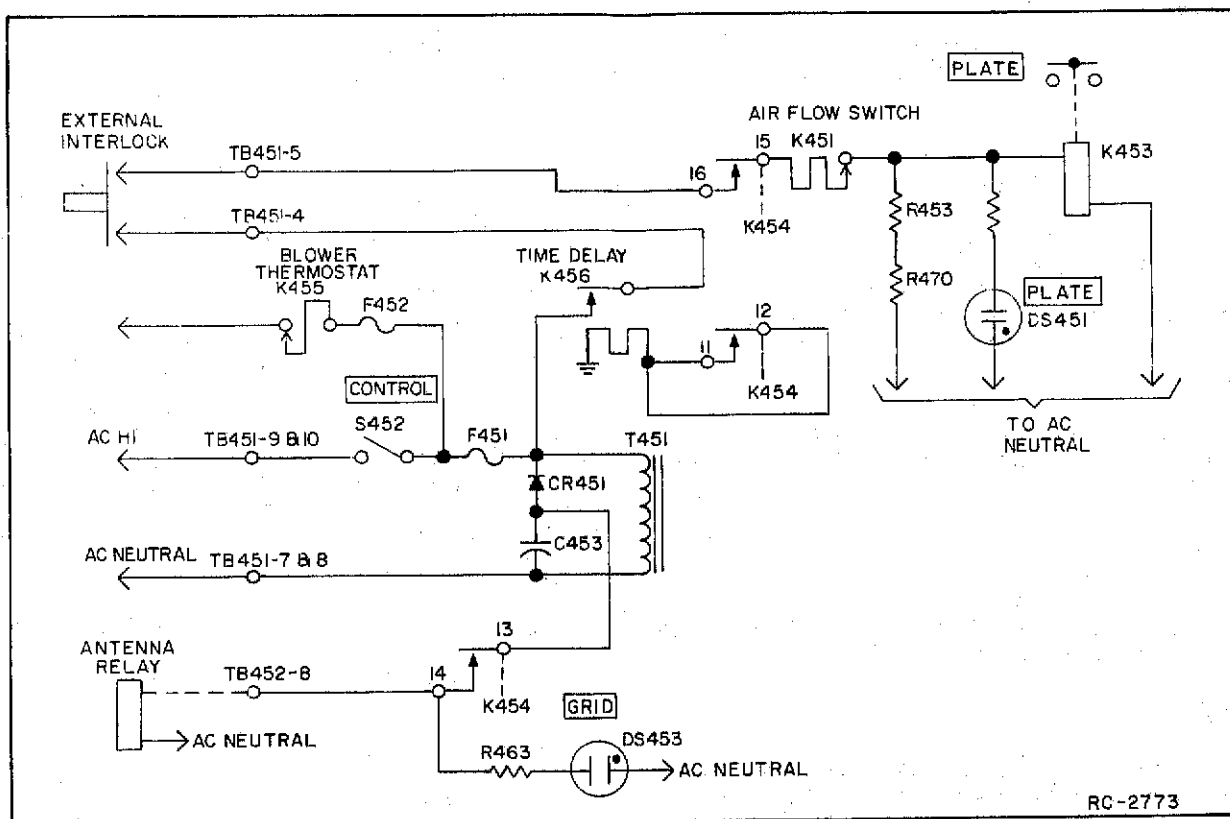 PLATE
EXTERNAL
INTERLOCK
AIR FLOW SWITCH
TB451-5
15
K451
K453
16
K454
TB451-4
R453
BLOWER
THERMOSTAT
K455
F452
TIME DELAY
K456
R470
PLATE
DS451
12
11
K454
CONTROL
S452
F451
T451
TO AC
NEUTRAL
AC HI
TB451-9 & 10
CR451
C453
AC NEUTRAL
TB451-7 & 8
13
ANTENNA
RELAY
TB452-8
14
K454
GRID
AC NEUTRAL
R463
DS453
AC NEUTRAL
RC-2773